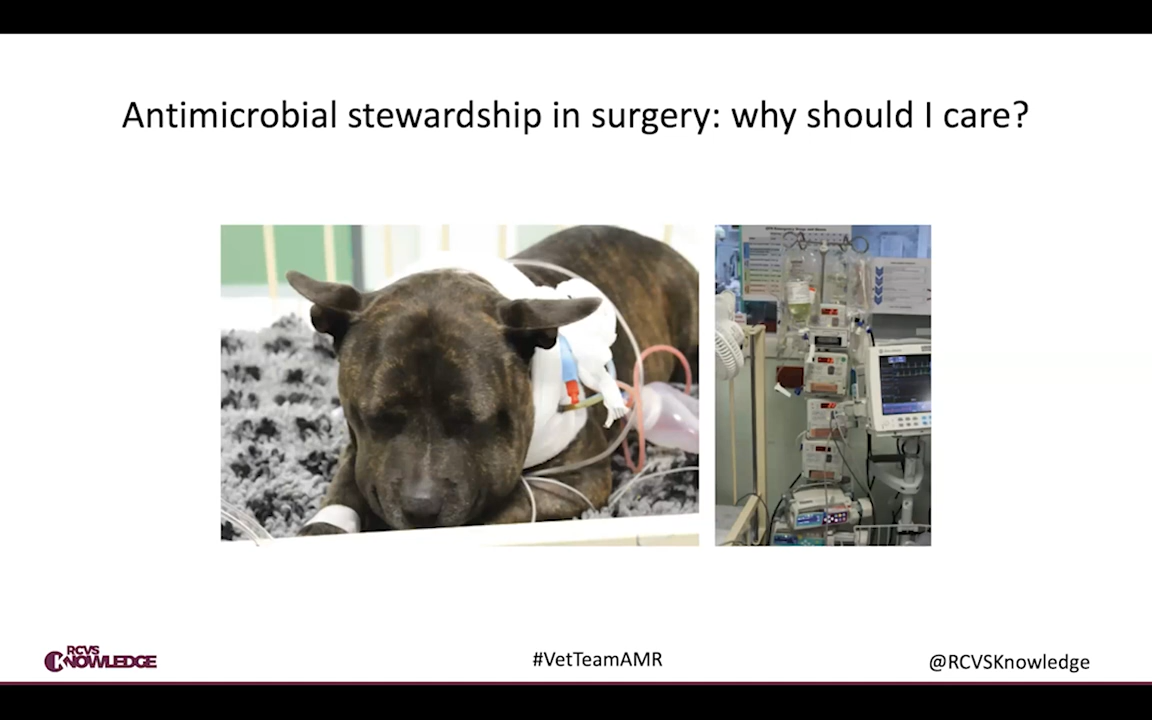 Antimicrobial stewardship in surgery: why should I care?
RCVS
KNOWLEDGE
#VetTeamAMR
@RCVSKnowledge